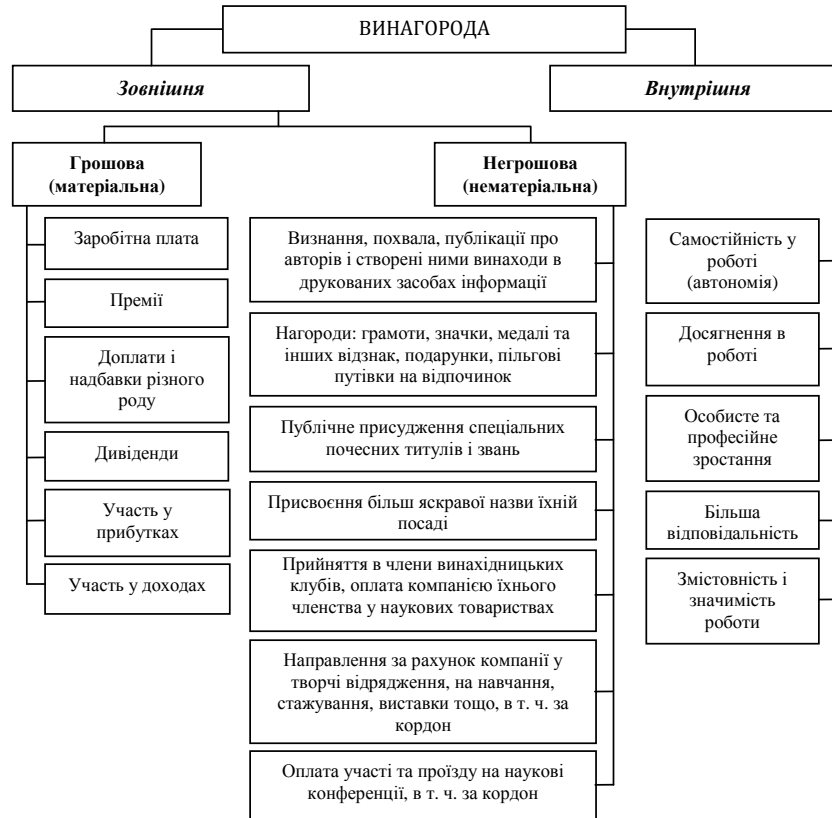 ВИНАГОРОДА
Зовнішня
Внутрішня
Грошова
(матеріальна)
Негрошова
(нематеріальна)
Заробітна плата
Премії
Доплати і
надбавки різного
роду
Дивіденди
Участь у
прибутках
Участь у доходах
Визнання, похвала, публікації про
авторів і створені ними винаходи в
друкованих засобах інформації
Нагороди: грамоти, значки, медалі та
інших відзнак, подарунки, пільгові
путівки на відпочинок
Публічне присудження спеціальних
почесних титулів і звань
Присвоєння більш яскравої назви їхній
посаді
Прийняття в члени винахідницьких
клубів, оплата компанією їхнього
членства у наукових товариствах
Направлення за рахунок компанії у
творчі відрядження, на навчання,
стажування, виставки тощо, в т. ч. за
кордон
Оплата участі та проїзду на наукові
конференції, в т. ч. за кордон
Самостійність у
роботі
(автономія)
Досягнення в
роботі
Особисте та
професійне
зростання
Більша
відповідальність
Змістовність і
значимість
роботи